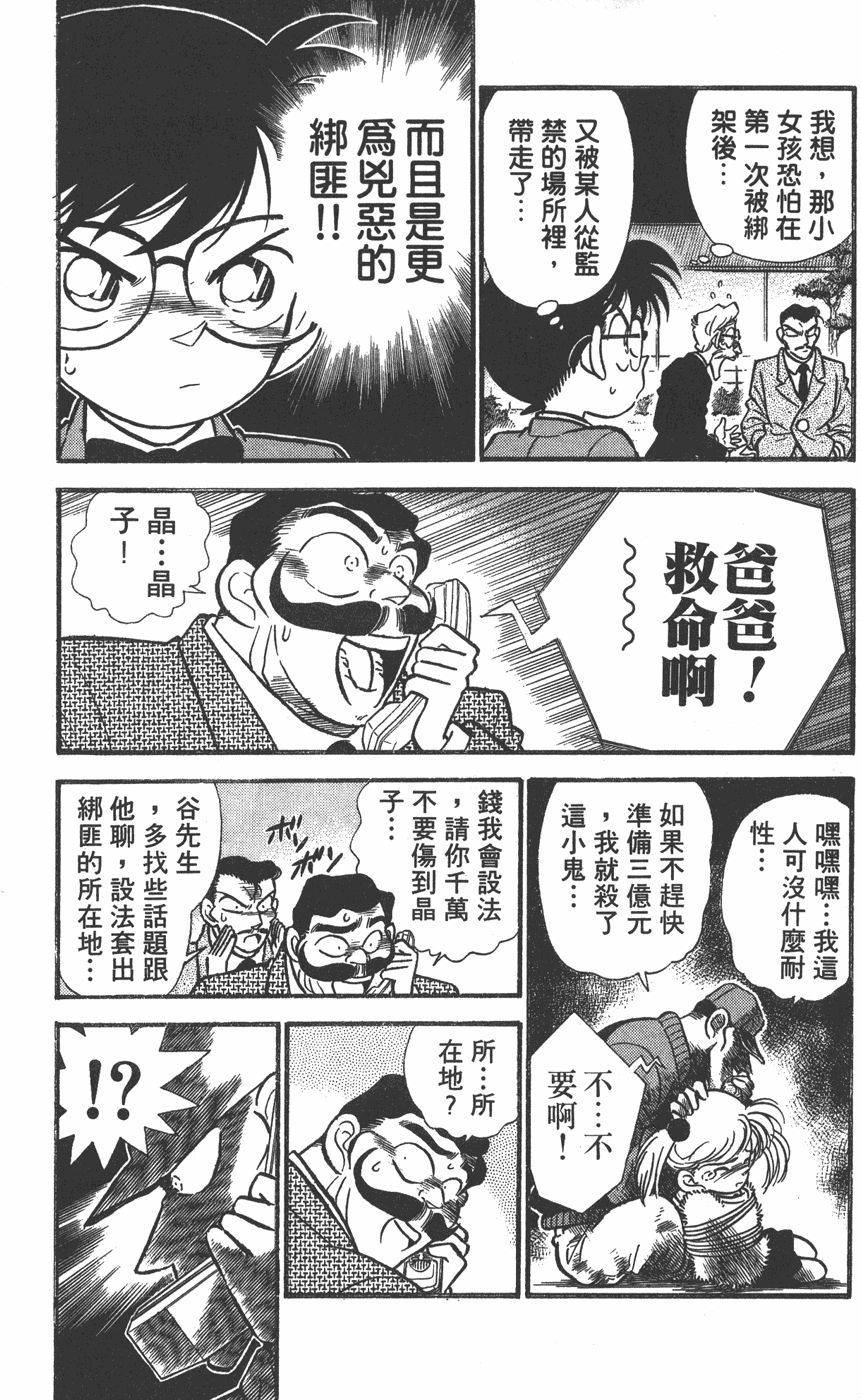 我想，那小
女孩恐怕在
第一次被綁
架後…
又被某人從監
禁的場所裡，
帶走了…
而且是更
為兇惡的
綁匪!!
爸爸！
救命啊
晶…晶
子！
嘿嘿嘿…我這
人可沒什麼耐
性…
如果不趕快
準備三億元
，我就殺了
這小鬼…
不…不
要啊！
錢我會設法
，請你千萬
不要傷到晶
子…
ボソ
ボソ
谷先生
，多找些話題跟
他聊，設法套出
綁匪的所在地…
所…所
在地？
!?